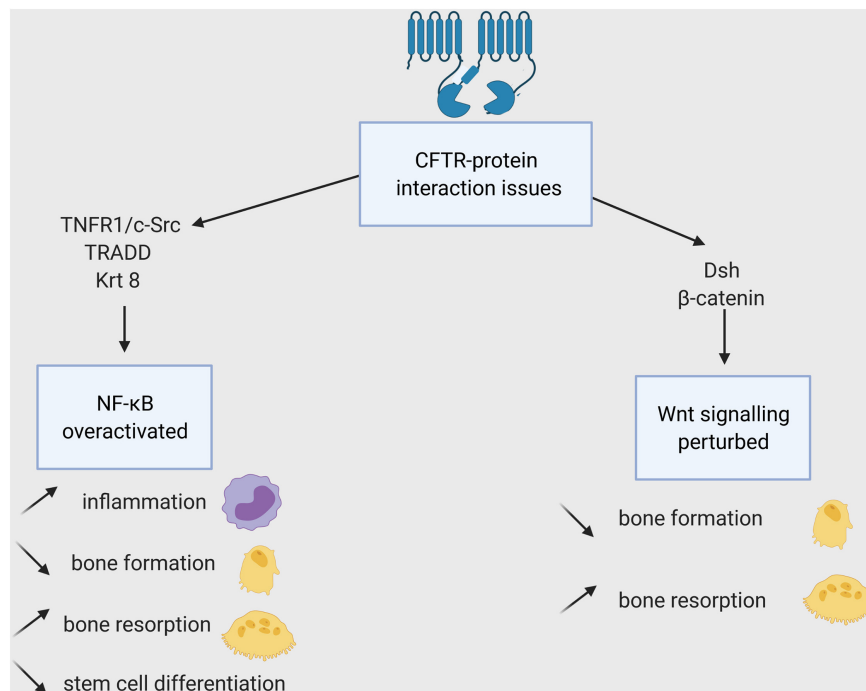 CFTR-protein
interaction issues
TNFR1/c-Src
TRADD
Krt 8
Dsh
β-catenin
NF-κB
overactivated
Wnt signalling
perturbed
inflammation
bone formation
bone resorption
stem cell differentiation
bone formation
bone resorption